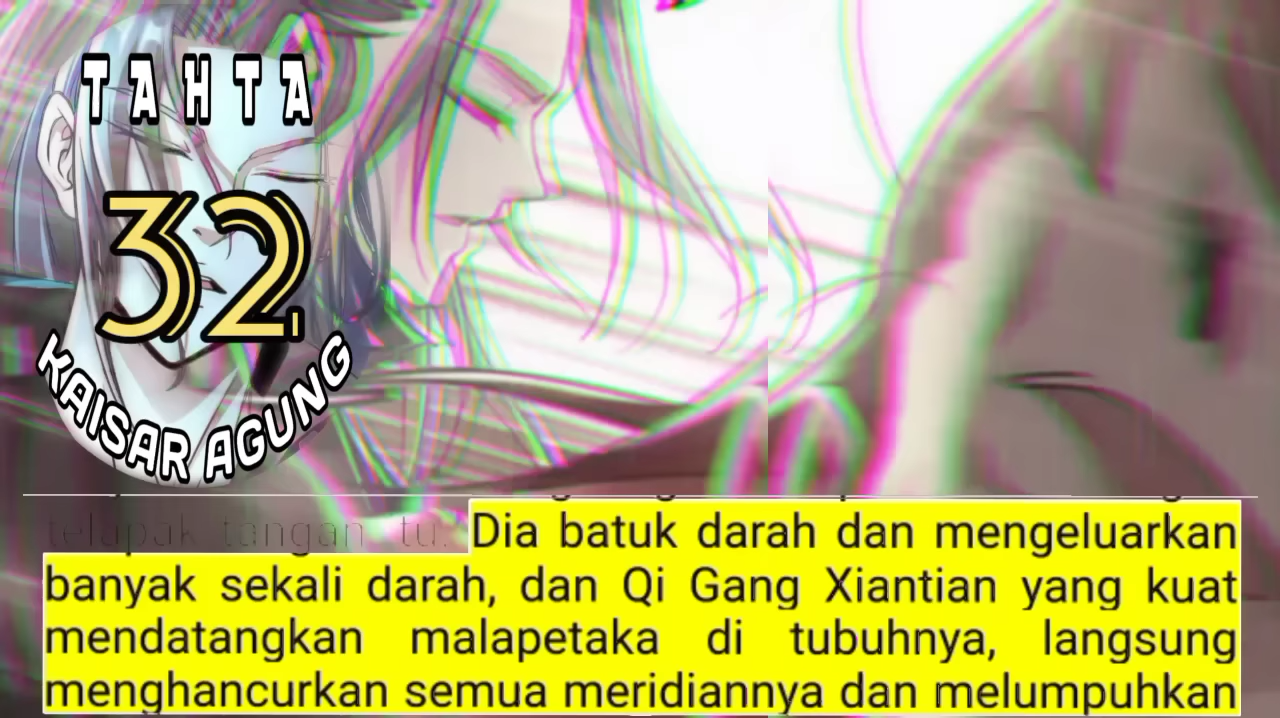 TAHTA
32
KAISAR AGUNG
telapak tangan tu. Dia batuk darah dan mengeluarkan
banyak sekali darah, dan Qi Gang Xiantian yang kuat
mendatangkan malapetaka di tubuhnya, langsung
menghancurkan semua meridiannya dan melumpuhkan